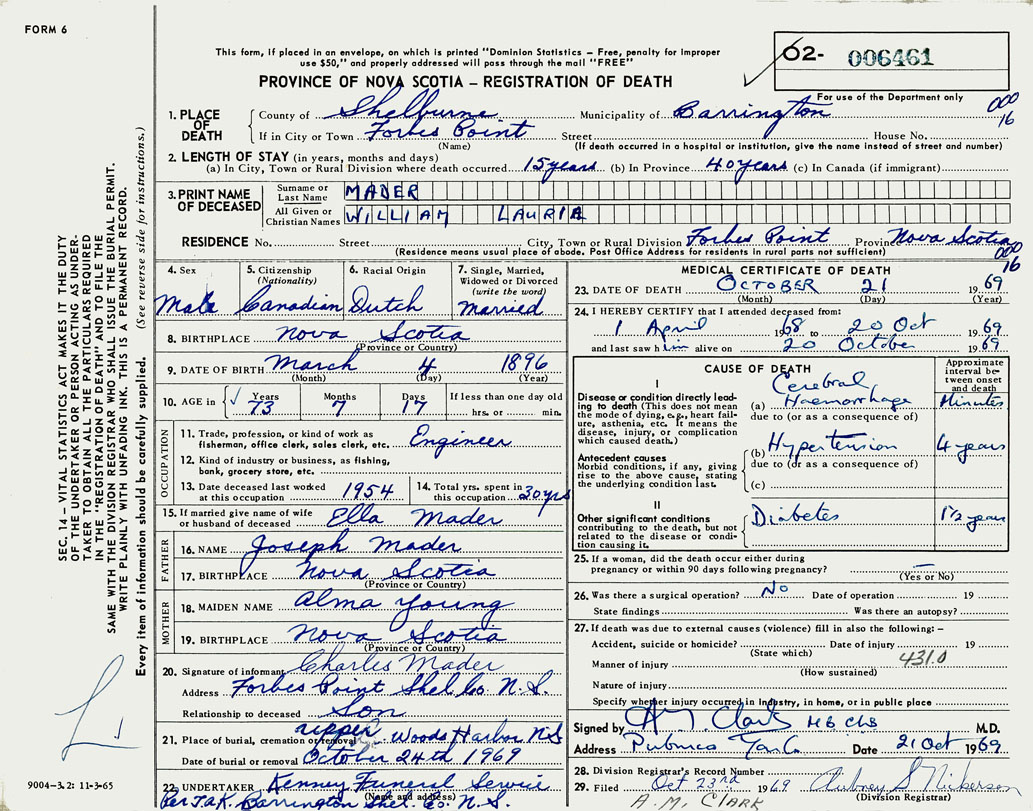 FORM 6
This form, if placed in an envelope, on which is printed "Dominion Statistics – Free, penalty for improper
use $50," and properly addressed will pass through the mail "FREE"
PROVINCE OF NOVA SCOTIA – REGISTRATION OF DEATH
02- 006461
For use of the Department only
000
16
1. PLACE OF DEATH
County of Shelburne Municipality of Barrington
If in City or Town Forbes Point Street House No.
(Name) (If death occurred in a hospital or institution, give the name instead of street and number)
2. LENGTH OF STAY (in years, months and days)
(a) In City, Town or Rural Division where death occurred 15 years (b) In Province 40 years (c) In Canada (if immigrant)
3. PRINT NAME OF DECEASED
Surname or Last Name MADER
All Given or Christian Names WILLIAM LAURIE
RESIDENCE No. Street City, Town or Rural Division Forbes Point Province Nova Scotia
(Residence means usual place of abode. Post Office Address for residents in rural parts not sufficient)
000
16
4. Sex
Male
5. Citizenship (Nationality)
Canadian
6. Racial Origin
Dutch
7. Single, Married, Widowed or Divorced (write the word)
Married
8. BIRTHPLACE Nova Scotia
(Province or Country)
9. DATE OF BIRTH March 4 1896
(Month) (Day) (Year)
10. AGE in Years Months Days If less than one day old
73 7 17 hrs. or min.
OCCUPATION
11. Trade, profession, or kind of work as
fisherman, office clerk, sales clerk, etc. Engineer
12. Kind of industry or business, as fishing,
bank, grocery store, etc.
13. Date deceased last worked
at this occupation 1954
14. Total yrs. spent in
this occupation 30 yrs
15. If married give name of wife
or husband of deceased Ella Mader
FATHER
16. NAME Joseph Mader
17. BIRTHPLACE Nova Scotia
(Province or Country)
MOTHER
18. MAIDEN NAME Alma Young
19. BIRTHPLACE Nova Scotia
(Province or Country)
20. Signature of informant Charles Mader
Address Forbes Point Shel Co. N.S.
Relationship to deceased Son
21. Place of burial, cremation or removal upper Woods Harbor NS
Date of burial or removal October 24th 1969
22. UNDERTAKER Kenney Funeral Service
(Name and address)
Per J.A.K. Barrington Shel Co. N.S.
MEDICAL CERTIFICATE OF DEATH
23. DATE OF DEATH OCTOBER 21 1969
(Month) (Day) (Year)
24. I HEREBY CERTIFY that I attended deceased from:
1 April 1968 to 20 Oct 1969
and last saw him alive on 20 October 1969
CAUSE OF DEATH
Approximate interval between onset and death
I
Disease or condition directly leading to death (This does not mean the mode of dying, e.g., heart failure, asthenia, etc. It means the disease, injury, or complication which caused death.)
(a) Cerebral Haemorrhage Minutes
due to (or as a consequence of)
Antecedent causes
Morbid conditions, if any, giving rise to the above cause, stating the underlying condition last.
(b) Hypertension 4 years
due to (or as a consequence of)
(c)
II
Other significant conditions
contributing to the death, but not related to the disease or condition causing it.
Diabetes 1½ years
25. If a woman, did the death occur either during
pregnancy or within 90 days following pregnancy? —
(Yes or No)
26. Was there a surgical operation? No Date of operation 19
State findings Was there an autopsy?
27. If death was due to external causes (violence) fill in also the following:–
Accident, suicide or homicide? Date of injury 19
(State which) 431.0
Manner of injury
(How sustained)
Nature of injury
Specify whether injury occurred in industry, in home, or in public place
Signed by A.M. Clark MB ChB M.D.
Address Pubnico Date 21 Oct 1969
28. Division Registrar's Record Number
29. Filed Oct 23rd 1969 Aubrey S Nickerson
(Division Registrar)
A.M. CLARK
SEC. 14 – VITAL STATISTICS ACT MAKES IT THE DUTY
OF THE UNDERTAKER OR PERSON ACTING AS UNDER-
TAKER TO OBTAIN ALL THE PARTICULARS REQUIRED
IN THE "REGISTRATION OF DEATH" AND TO FILE THE
SAME WITH THE DIVISION REGISTRAR WHO SHALL ISSUE THE BURIAL PERMIT.
WRITE PLAINLY WITH UNFADING INK. THIS IS A PERMANENT RECORD.
Every item of information should be carefully supplied. (See reverse side for instructions.)
9004-3.2: 11-3-65